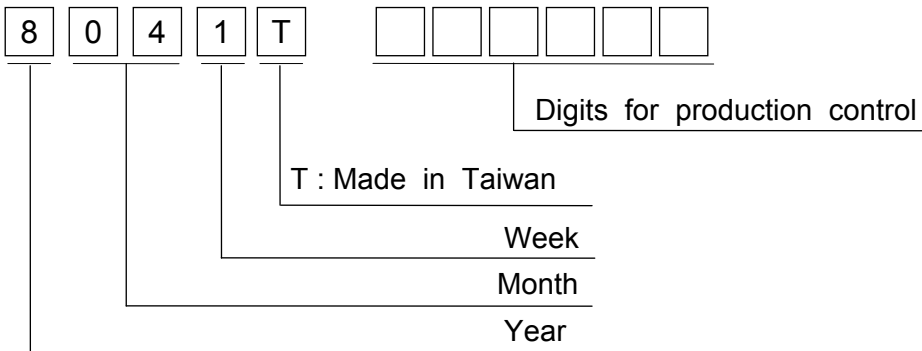 8 0 4 1 T
Digits for production control
T : Made in Taiwan
Week
Month
Year